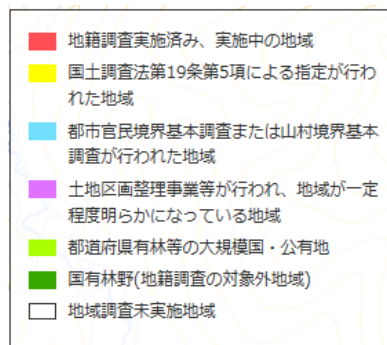 地籍調査実施済み、実施中の地域
国土調査法第19条第5項による指定が行わ
れた地域
都市官民境界基本調査または山村境界基本
調査が行われた地域
土地区画整理事業等が行われ、地域が一定
程度明らかになっている地域
都道府県有林等の大規模国・公有地
国有林野(地籍調査の対象外地域)
地域調査未実施地域